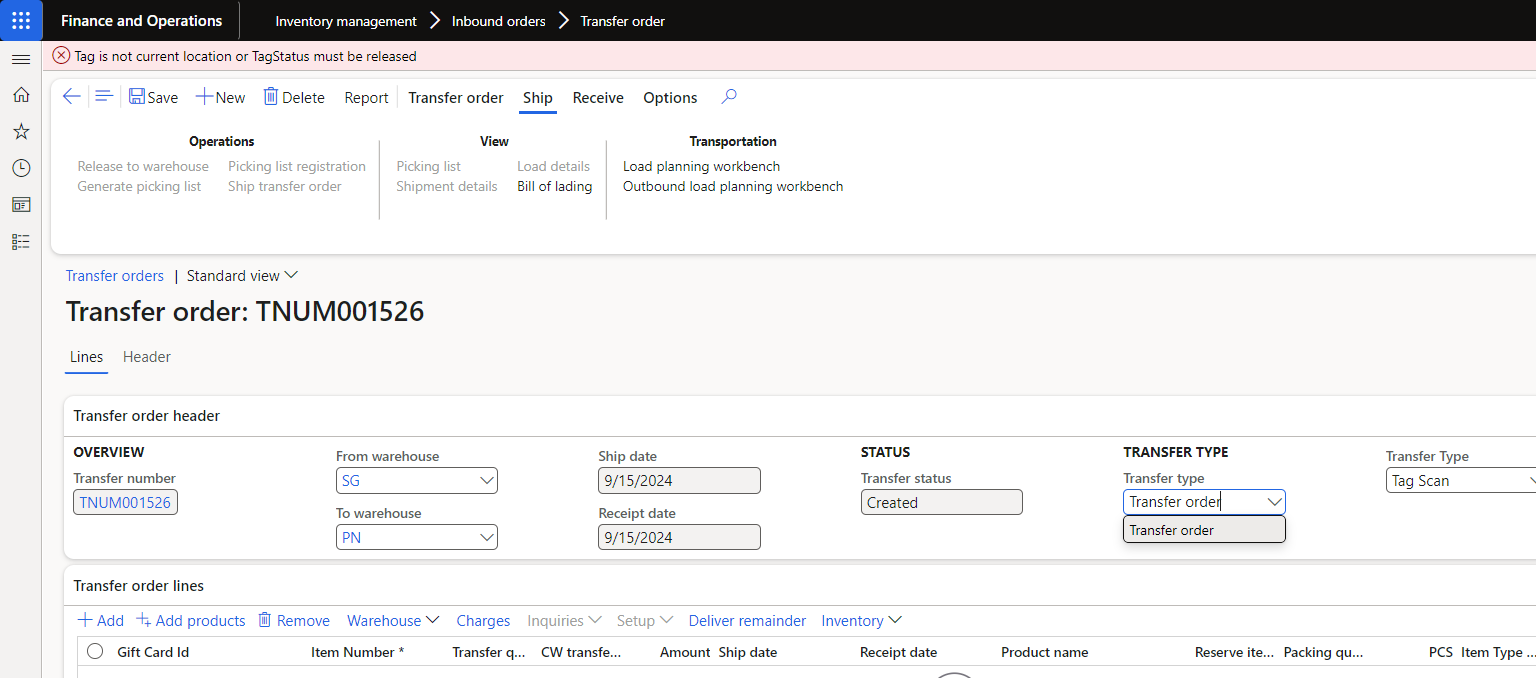 Finance and Operations Inventory management Inbound orders Transfer order
Tag is not current location or TagStatus must be released
Save New Delete Report Transfer order Ship Receive Options
Operations View Transportation
Release to warehouse Picking list registration Picking list Load details Load planning workbench
Generate picking list Ship transfer order Shipment details Bill of lading Outbound load planning workbench
Transfer orders | Standard view
Transfer order: TNUM001526
Lines Header
Transfer order header
OVERVIEW
Transfer number
TNUM001526
From warehouse
SG
To warehouse
PN
Ship date
9/15/2024
Receipt date
9/15/2024
STATUS
Transfer status
Created
TRANSFER TYPE
Transfer type
Transfer order
Transfer order
Transfer Type
Tag Scan
Transfer order lines
Add Add products Remove Warehouse Charges Inquiries Setup Deliver remainder Inventory
Gift Card Id Item Number * Transfer q... CW transfe... Amount Ship date Receipt date Product name Reserve ite... Packing qu... PCS Item Type ...